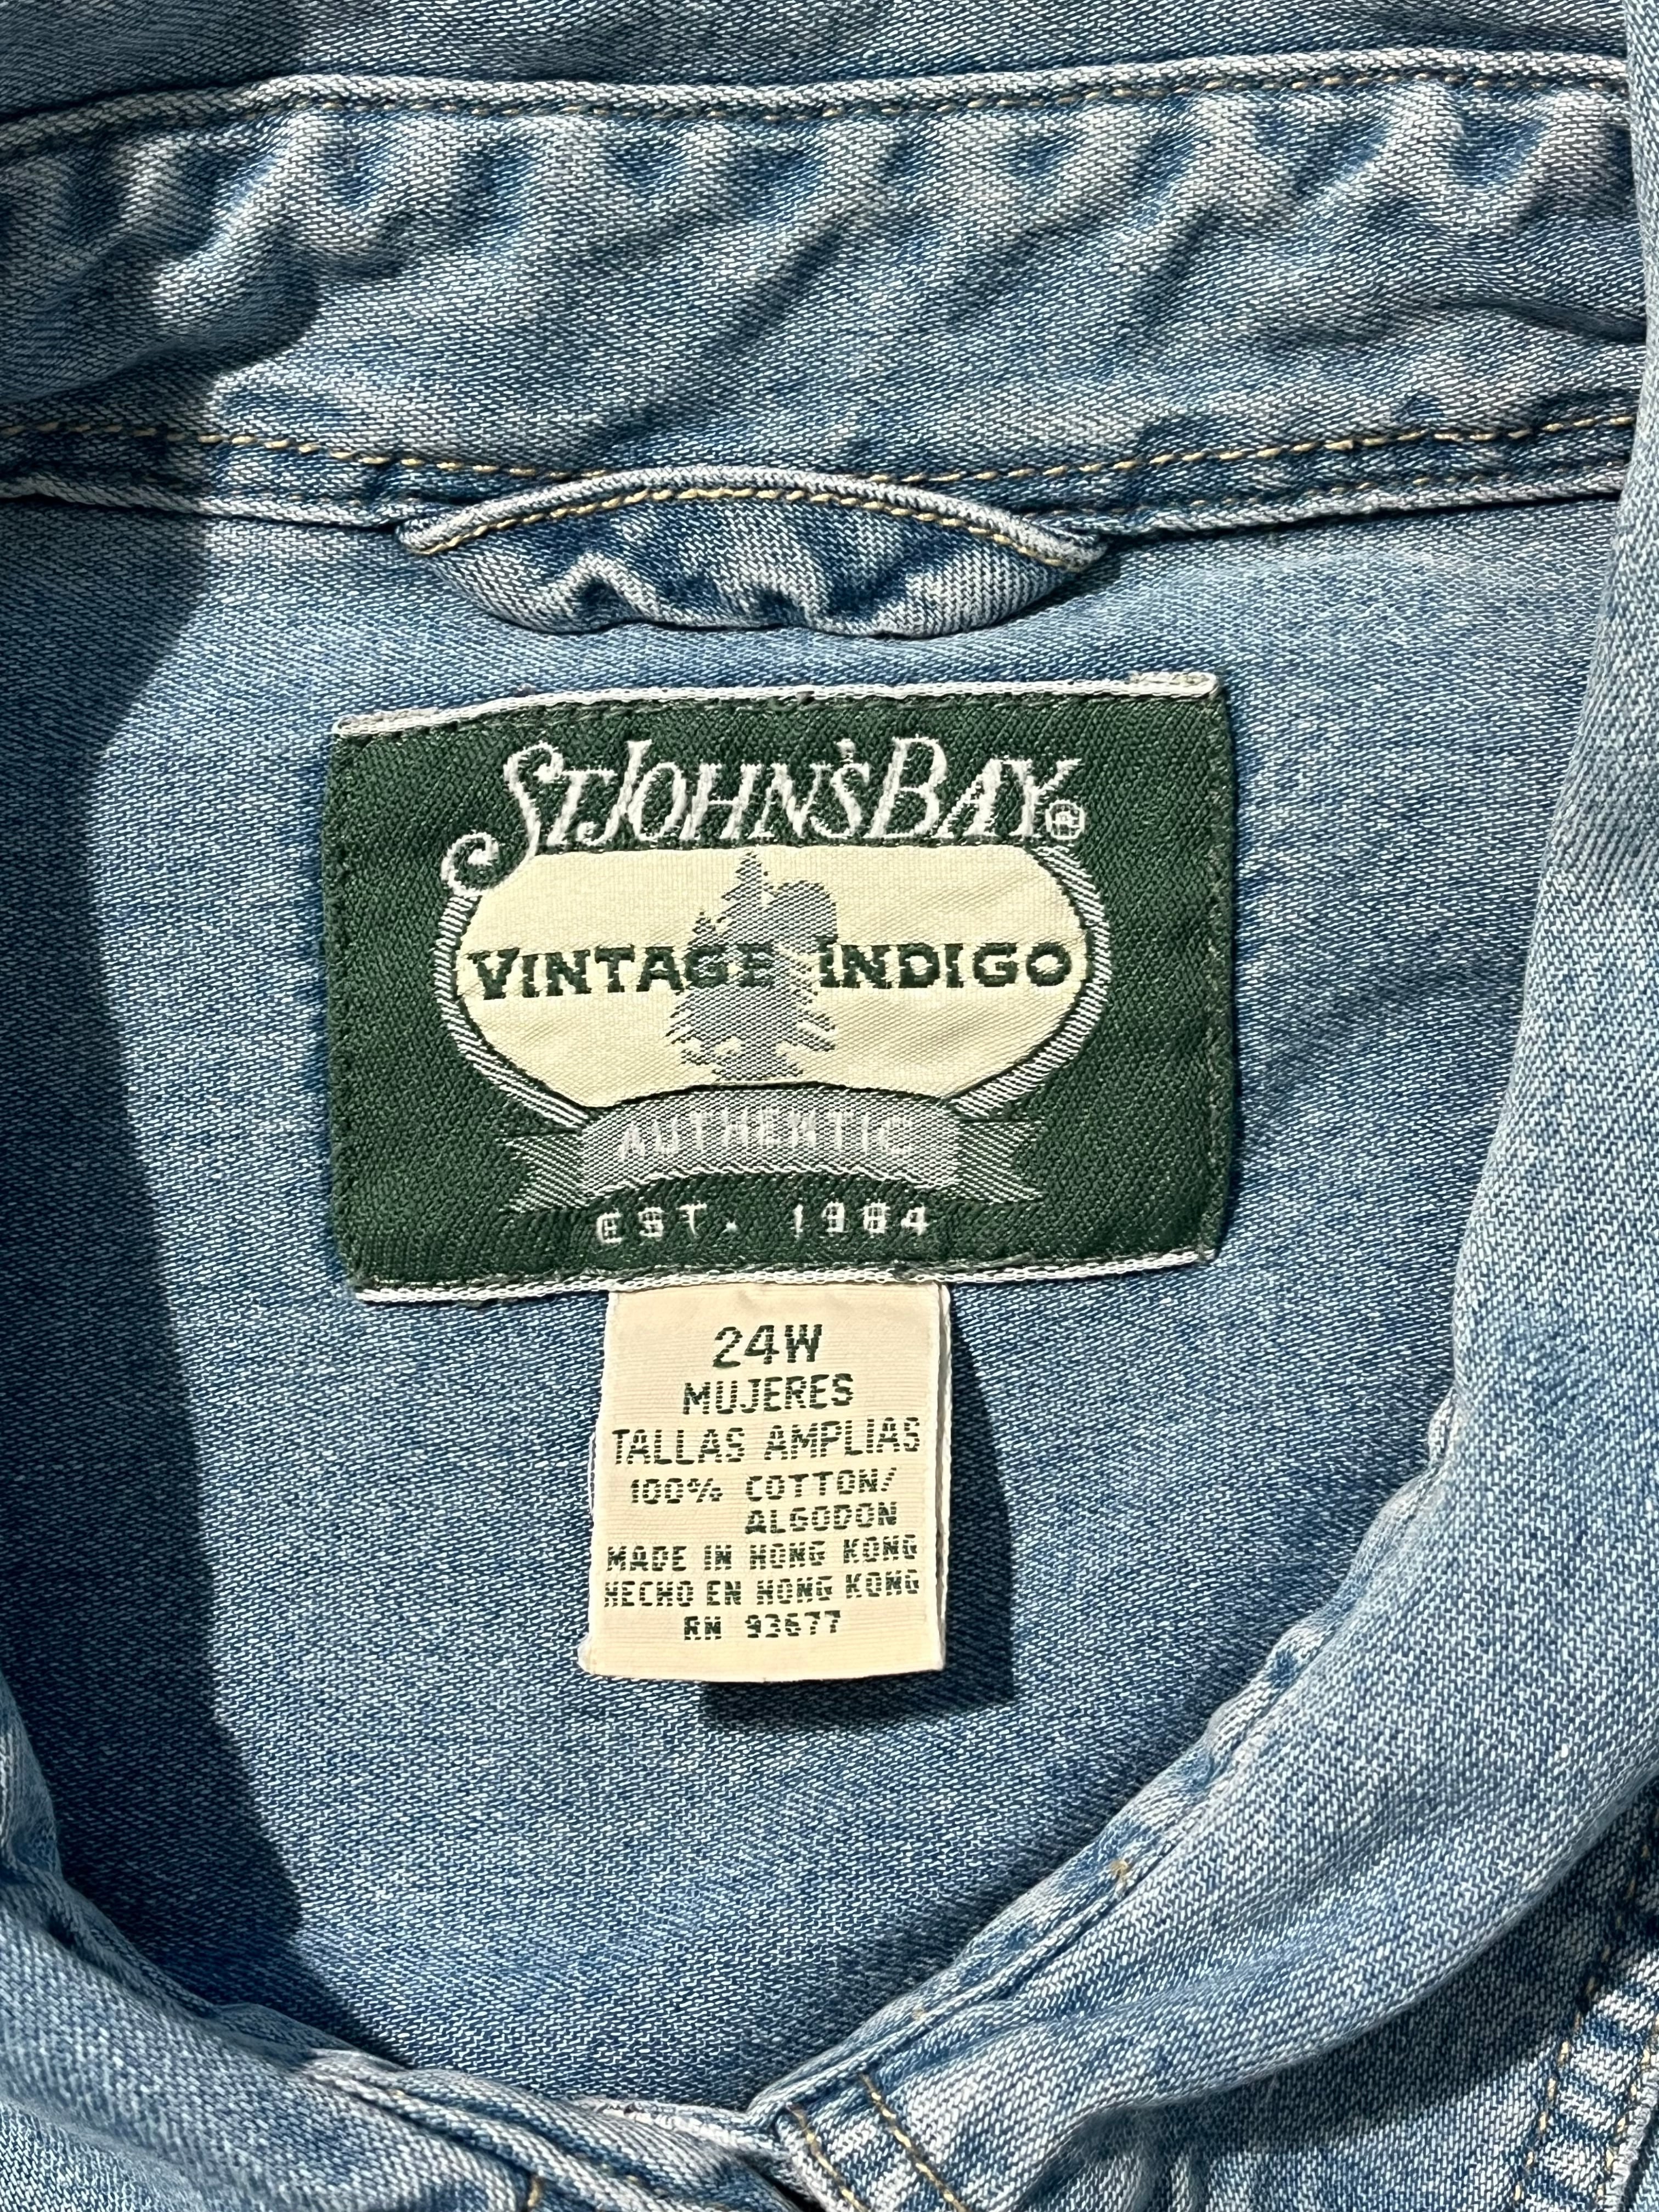 ST JOHN'S BAY®
VINTAGE INDIGO
AUTHENTIC
EST. 1984
24W
MUJERES
TALLAS AMPLIAS
100% COTTON/
ALGODON
MADE IN HONG KONG
HECHO EN HONG KONG
RN 93677